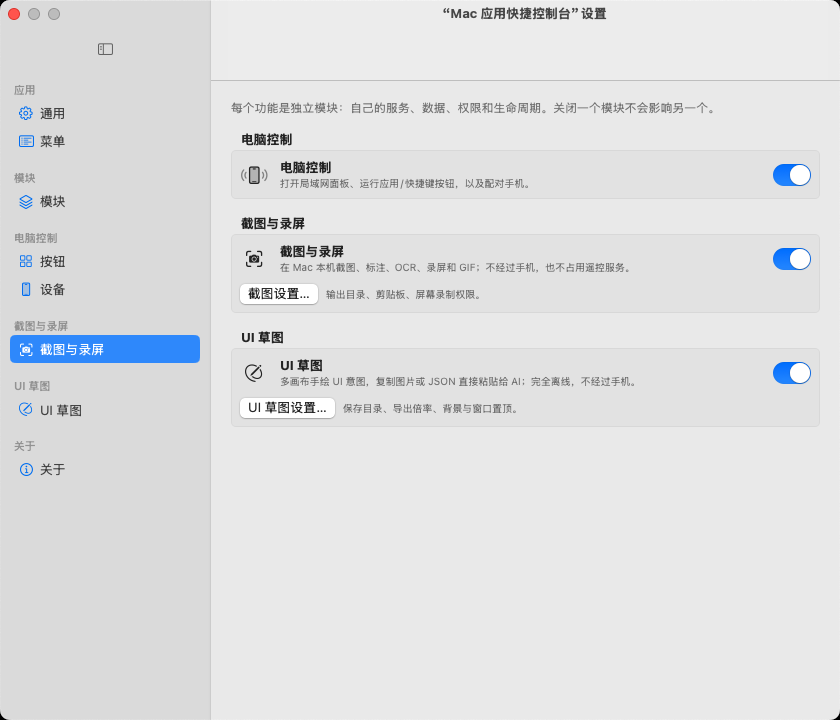 “Mac 应用快捷控制台” 设置
应用
通用
菜单
模块
模块
电脑控制
按钮
设备
截图与录屏
截图与录屏
UI 草图
UI 草图
关于
关于
每个功能是独立模块：自己的服务、数据、权限和生命周期。关闭一个模块不会影响另一个。
电脑控制
电脑控制
打开局域网面板、运行应用/快捷键按钮，以及配对手机。
截图与录屏
截图与录屏
在 Mac 本机截图、标注、OCR、录屏和 GIF；不经过手机，也不占用遥控服务。
截图设置... 输出目录、剪贴板、屏幕录制权限。
UI 草图
UI 草图
多画布手绘 UI 意图，复制图片或 JSON 直接粘贴给 AI；完全离线，不经过手机。
UI 草图设置... 保存目录、导出倍率、背景与窗口置顶。